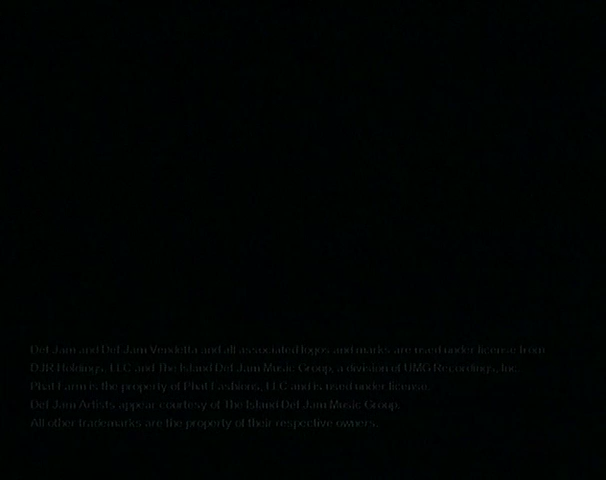 Def Jam and Def Jam Vendetta and all associated logos and marks are used under license from
DJR Holdings, LLC and The Island Def Jam Music Group, a division of UMG Recordings, Inc.
Phat Farm is the property of Phat Fashions, LLC and is used under license.
Def Jam Artists appear courtesy of The Island Def Jam Music Group.
All other trademarks are the property of their respective owners.